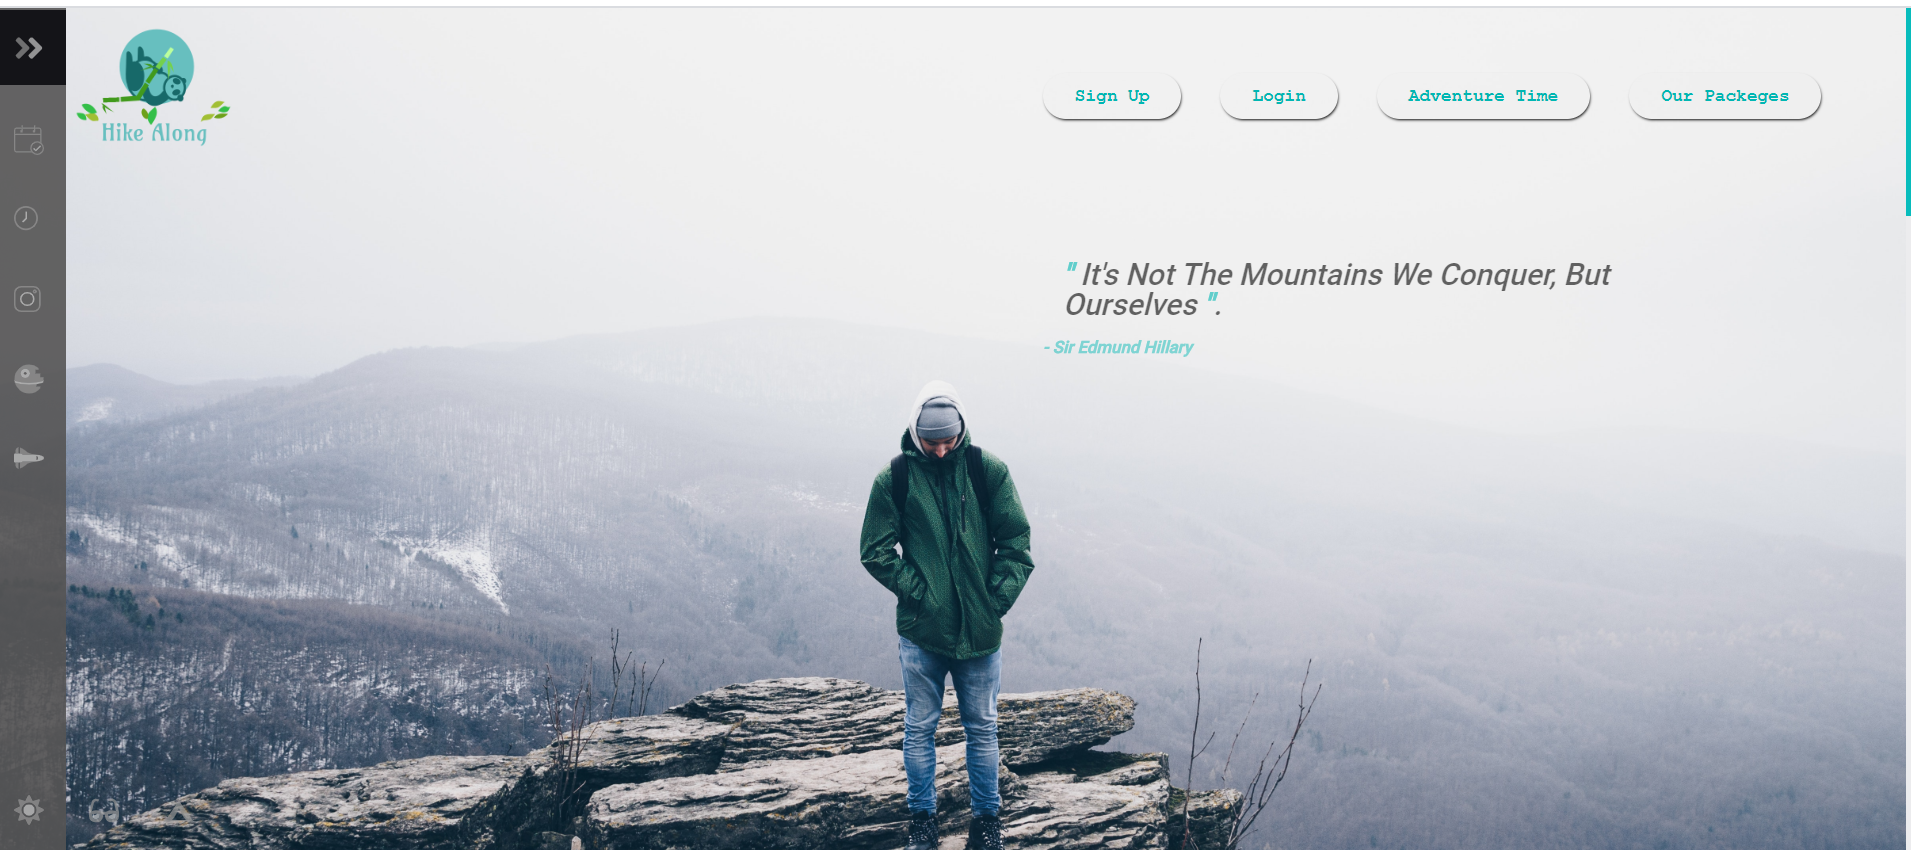 Hike Along
Sign Up
Login
Adventure Time
Our Packeges
" It's Not The Mountains We Conquer, But
Ourselves ".
- Sir Edmund Hillary